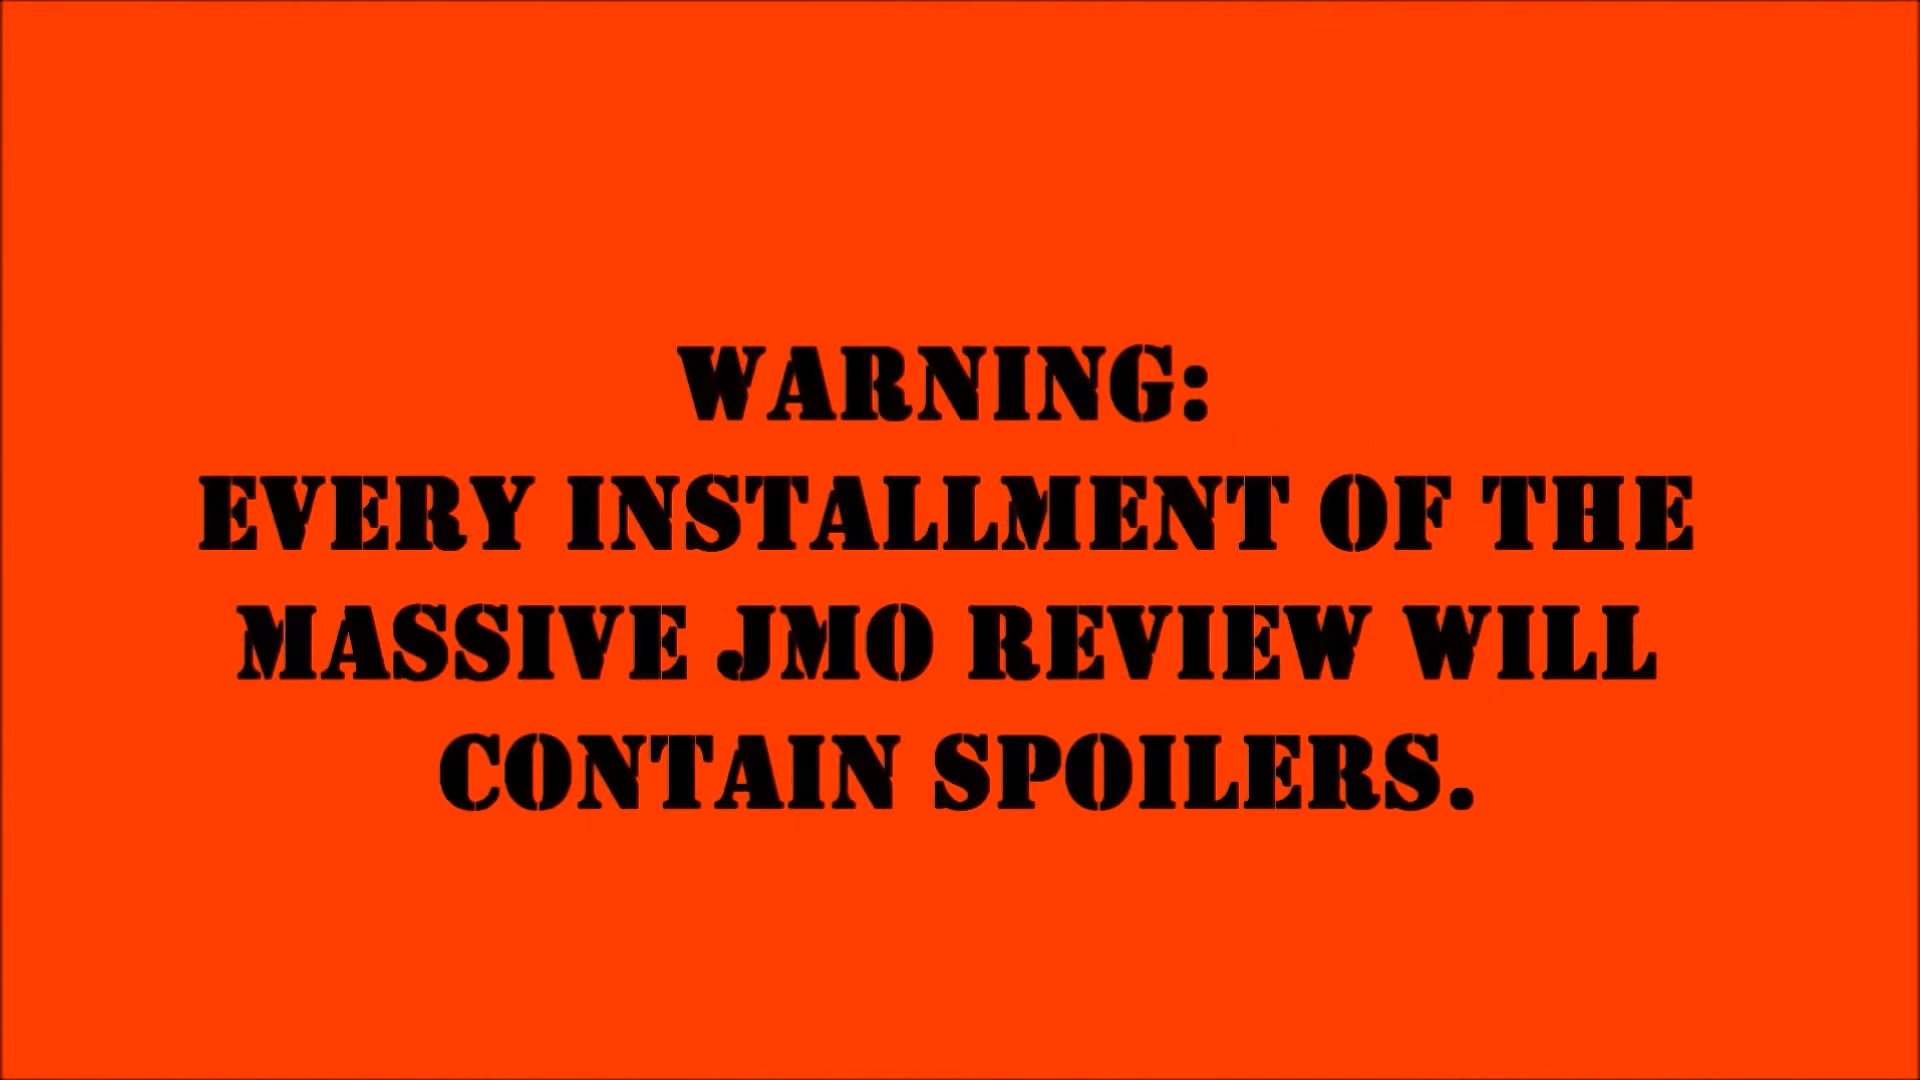 WARNING:
EVERY INSTALLMENT OF THE
MASSIVE JMO REVIEW WILL
CONTAIN SPOILERS.